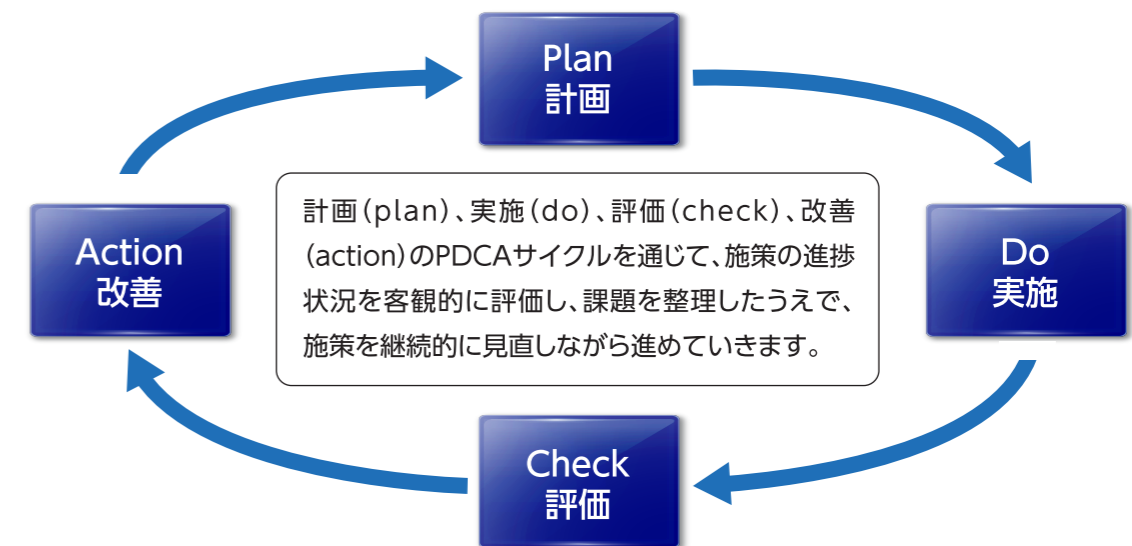 Plan
計画
Action
改善
計画(plan)、実施(do)、評価(check)、改善
(action)のPDCAサイクルを通じて、施策の進捗
状況を客観的に評価し、課題を整理したうえで、
施策を継続的に見直しながら進めていきます。
Do
実施
Check
評価